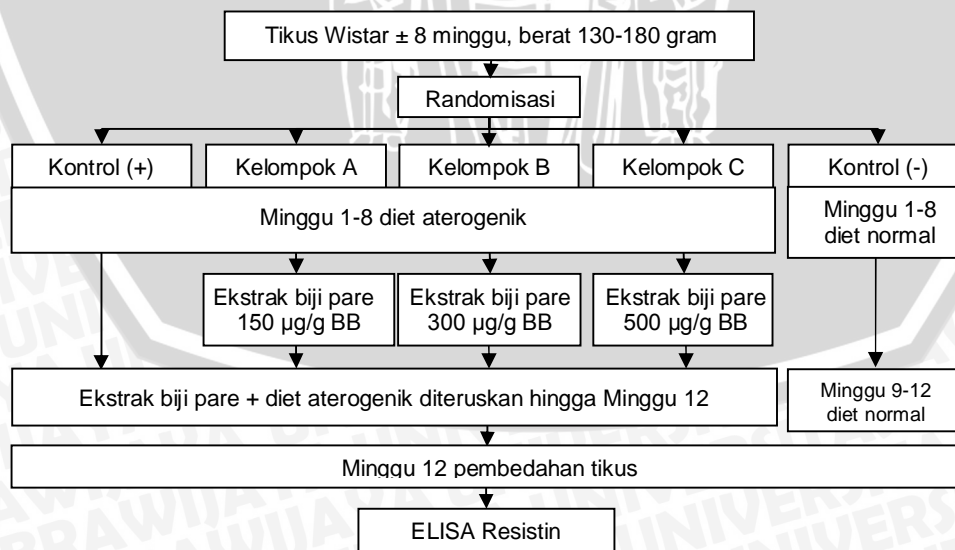 Tikus Wistar ± 8 minggu, berat 130-180 gram
Randomisasi
Kontrol (+)
Kelompok A
Kelompok B
Kelompok C
Kontrol (-)
Minggu 1-8 diet aterogenik
Minggu 1-8
diet normal
Ekstrak biji pare
150 µg/g BB
Ekstrak biji pare
300 µg/g BB
Ekstrak biji pare
500 µg/g BB
Ekstrak biji pare + diet aterogenik diteruskan hingga Minggu 12
Minggu 9-12
diet normal
Minggu 12 pembedahan tikus
ELISA Resistin